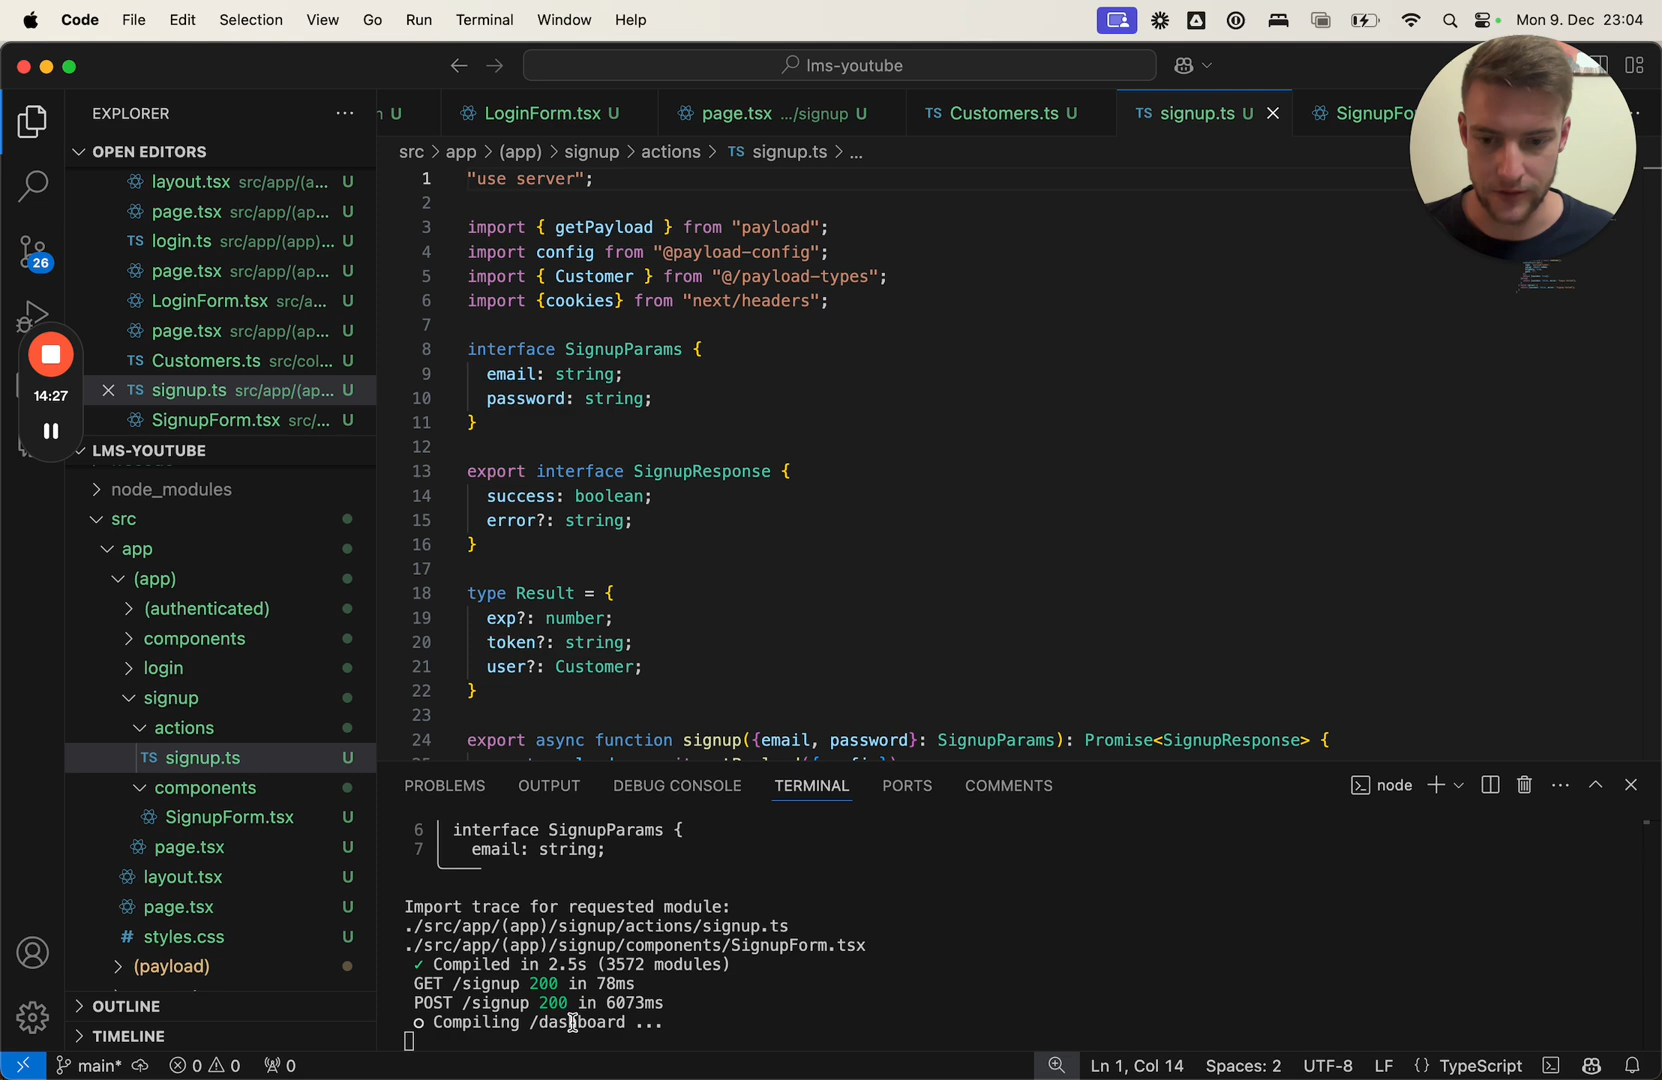 Code File Edit Selection View Go Run Terminal Window Help Mon 9. Dec 23:04
lms-youtube
EXPLORER
LoginForm.tsx U
page.tsx .../signup U
TS Customers.ts U
TS signup.ts U
SignupFo
OPEN EDITORS
src > app > (app) > signup > actions > TS signup.ts > ...
layout.tsx src/app/(a... U
page.tsx src/app/(ap... U
TS login.ts src/app/(app)... U
page.tsx src/app/(ap... U
LoginForm.tsx src/a... U
page.tsx src/app/(ap... U
TS Customers.ts src/col... U
TS signup.ts src/app/(ap... U
SignupForm.tsx src/... U
26
14:27
LMS-YOUTUBE
node_modules
src
app
(app)
(authenticated)
components
login
signup
actions
TS signup.ts U
components
SignupForm.tsx U
page.tsx U
layout.tsx U
page.tsx U
# styles.css U
(payload)
OUTLINE
TIMELINE
1 "use server";
2
3 import { getPayload } from "payload";
4 import config from "@payload-config";
5 import { Customer } from "@/payload-types";
6 import {cookies} from "next/headers";
7
8 interface SignupParams {
9 email: string;
10 password: string;
11 }
12
13 export interface SignupResponse {
14 success: boolean;
15 error?: string;
16 }
17
18 type Result = {
19 exp?: number;
20 token?: string;
21 user?: Customer;
22 }
23
24 export async function signup({email, password}: SignupParams): Promise<SignupResponse> {
PROBLEMS OUTPUT DEBUG CONSOLE TERMINAL PORTS COMMENTS node
6 interface SignupParams {
7 email: string;
Import trace for requested module:
./src/app/(app)/signup/actions/signup.ts
./src/app/(app)/signup/components/SignupForm.tsx
✓ Compiled in 2.5s (3572 modules)
GET /signup 200 in 78ms
POST /signup 200 in 6073ms
○ Compiling /dashboard ...
main* 0 0 0 Ln 1, Col 14 Spaces: 2 UTF-8 LF {} TypeScript